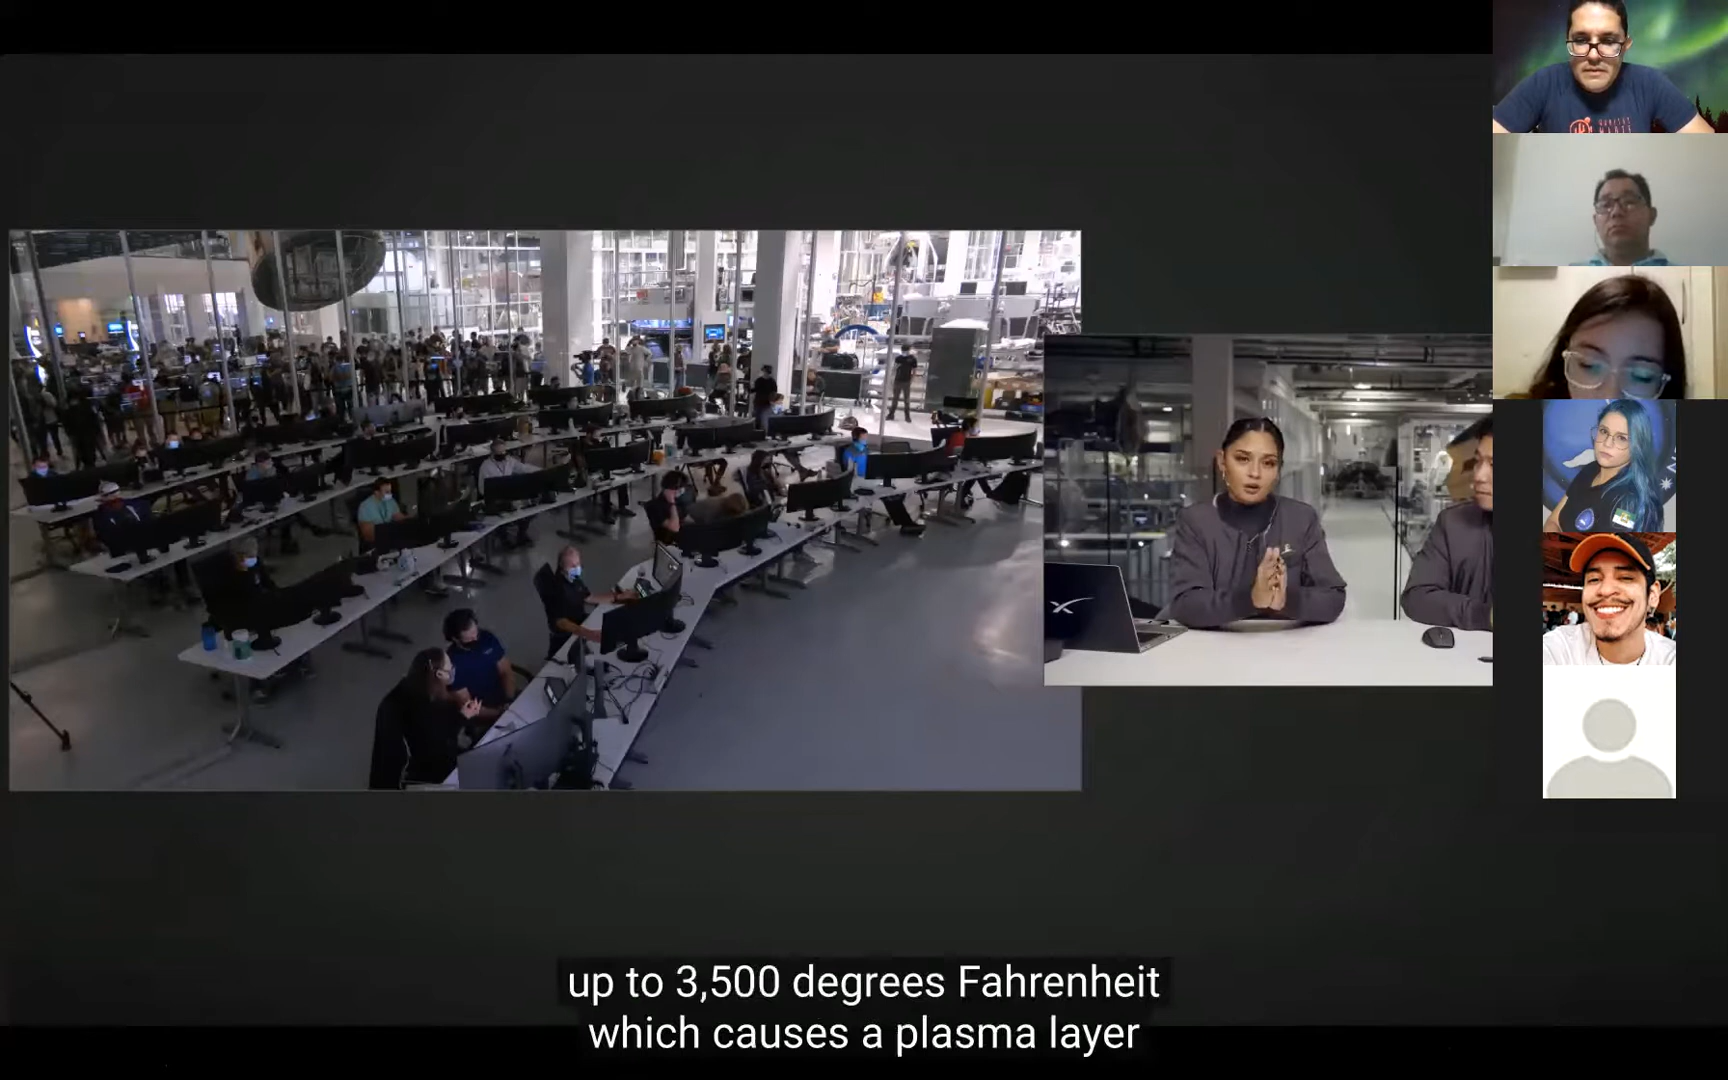 up to 3,500 degrees Fahrenheit
which causes a plasma layer